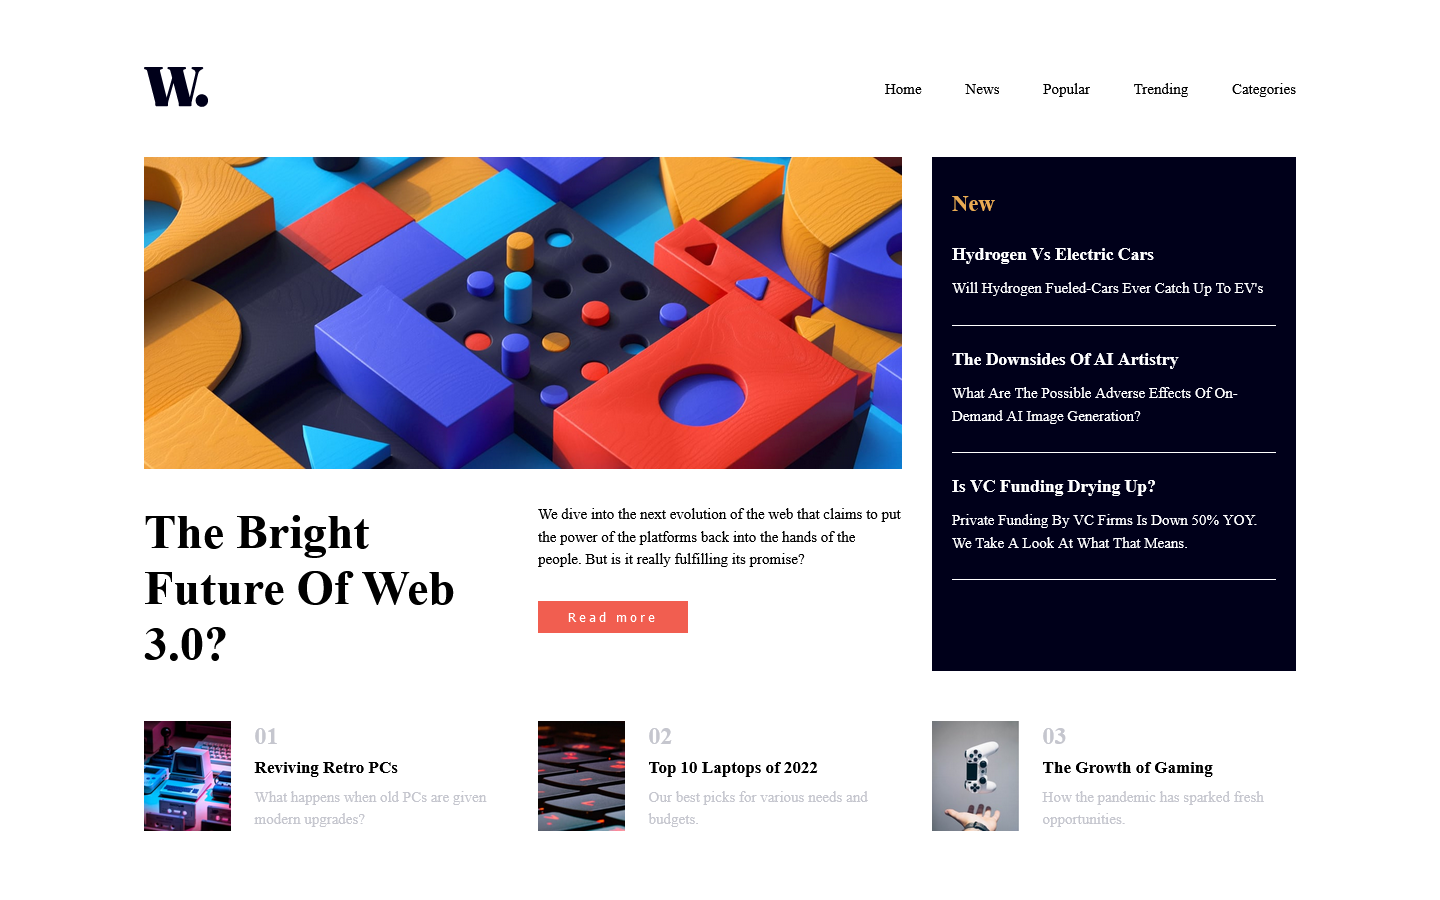 W.
Home News Popular Trending Categories
New
Hydrogen Vs Electric Cars
Will Hydrogen Fueled-Cars Ever Catch Up To EV's
The Downsides Of AI Artistry
What Are The Possible Adverse Effects Of On-
Demand AI Image Generation?
Is VC Funding Drying Up?
Private Funding By VC Firms Is Down 50% YOY.
We Take A Look At What That Means.
The Bright
Future Of Web
3.0?
We dive into the next evolution of the web that claims to put
the power of the platforms back into the hands of the
people. But is it really fulfilling its promise?
Read more
01
Reviving Retro PCs
What happens when old PCs are given
modern upgrades?
02
Top 10 Laptops of 2022
Our best picks for various needs and
budgets.
03
The Growth of Gaming
How the pandemic has sparked fresh
opportunities.